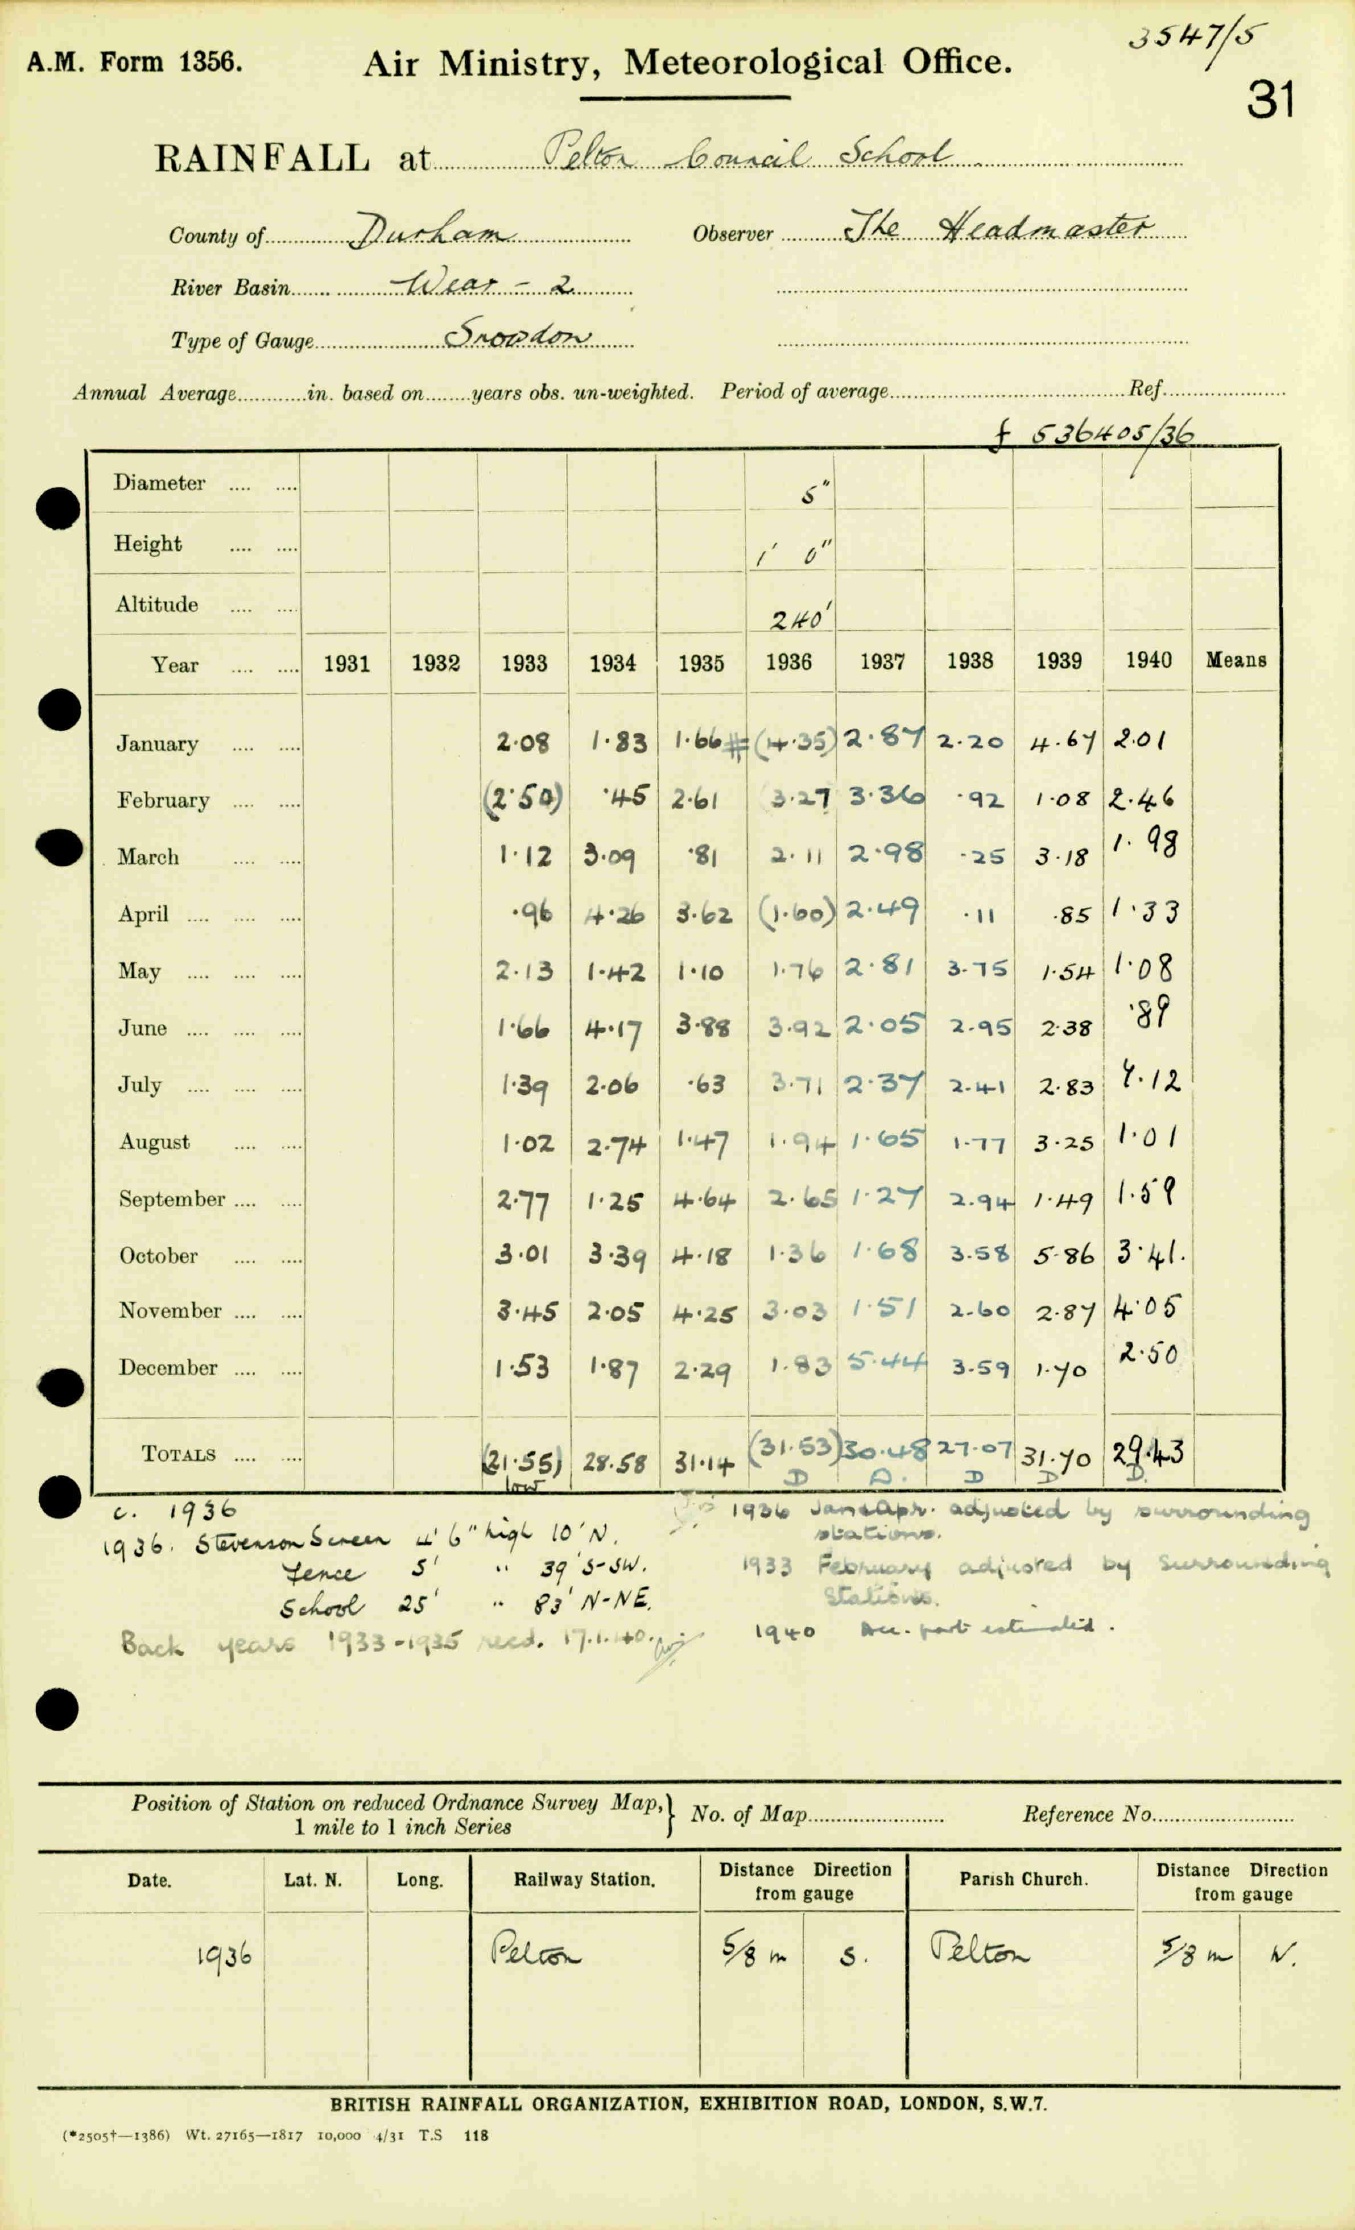 3547/5
A.M. Form 1356. Air Ministry, Meteorological Office.
31
RAINFALL at Pelton Council School
County of Durham Observer The Headmaster
River Basin Wear - 2
Type of Gauge Snowdon
Annual Average in. based on years obs. un-weighted. Period of average Ref.
f 536405/36
Diameter 5"
Height 1' 0"
Altitude 240'
Year 1931 1932 1933 1934 1935 1936 1937 1938 1939 1940 Means
January 2·08 1·83 1·66 # (4·35) 2·87 2·20 4·67 2·01
February (2·50) ·45 2·61 3·27 3·36 ·92 1·08 2·46
March 1·12 3·09 ·81 2·11 2·98 ·25 3·18 1·98
April ·96 4·26 3·62 (1·60) 2·49 ·11 ·85 1·33
May 2·13 1·42 1·10 1·76 2·81 3·75 1·54 1·08
June 1·66 4·17 3·88 3·92 2·05 2·95 2·38 ·89
July 1·39 2·06 ·63 3·71 2·37 2·41 2·83 7·12
August 1·02 2·74 1·47 1·94 1·65 1·77 3·25 1·01
September 2·77 1·25 4·64 2·65 1·27 2·94 1·49 1·59
October 3·01 3·39 4·18 1·36 1·68 3·58 5·86 3·41.
November 3·45 2·05 4·25 3·03 1·51 2·60 2·87 4·05
December 1·53 1·87 2·29 1·83 5·44 3·59 1·70 2·50
TOTALS (21·55) 28·58 31·14 (31·53) 30·48 27·07 31·70 29·43
low D D. D D D.
c. 1936
1936. Stevenson Screen 4' 6" high 10' N.
Fence 5' " 39' S-SW.
School 25' " 83' N-NE.
Back years 1933-1935 recd. 17.1.40.
1936 Jan & Apr. adjusted by surrounding
stations.
1933 February adjusted by Surrounding
Stations.
1940 part estimated.
Position of Station on reduced Ordnance Survey Map,} No. of Map Reference No.
1 mile to 1 inch Series
Date. Lat. N. Long. Railway Station. Distance Direction from gauge Parish Church. Distance Direction from gauge
1936 Pelton 5/8 m S. Pelton 5/8 m W.
BRITISH RAINFALL ORGANIZATION, EXHIBITION ROAD, LONDON, S.W.7.
(*2505†—1386) Wt. 27165—1817 10,000 4/31 T.S 118